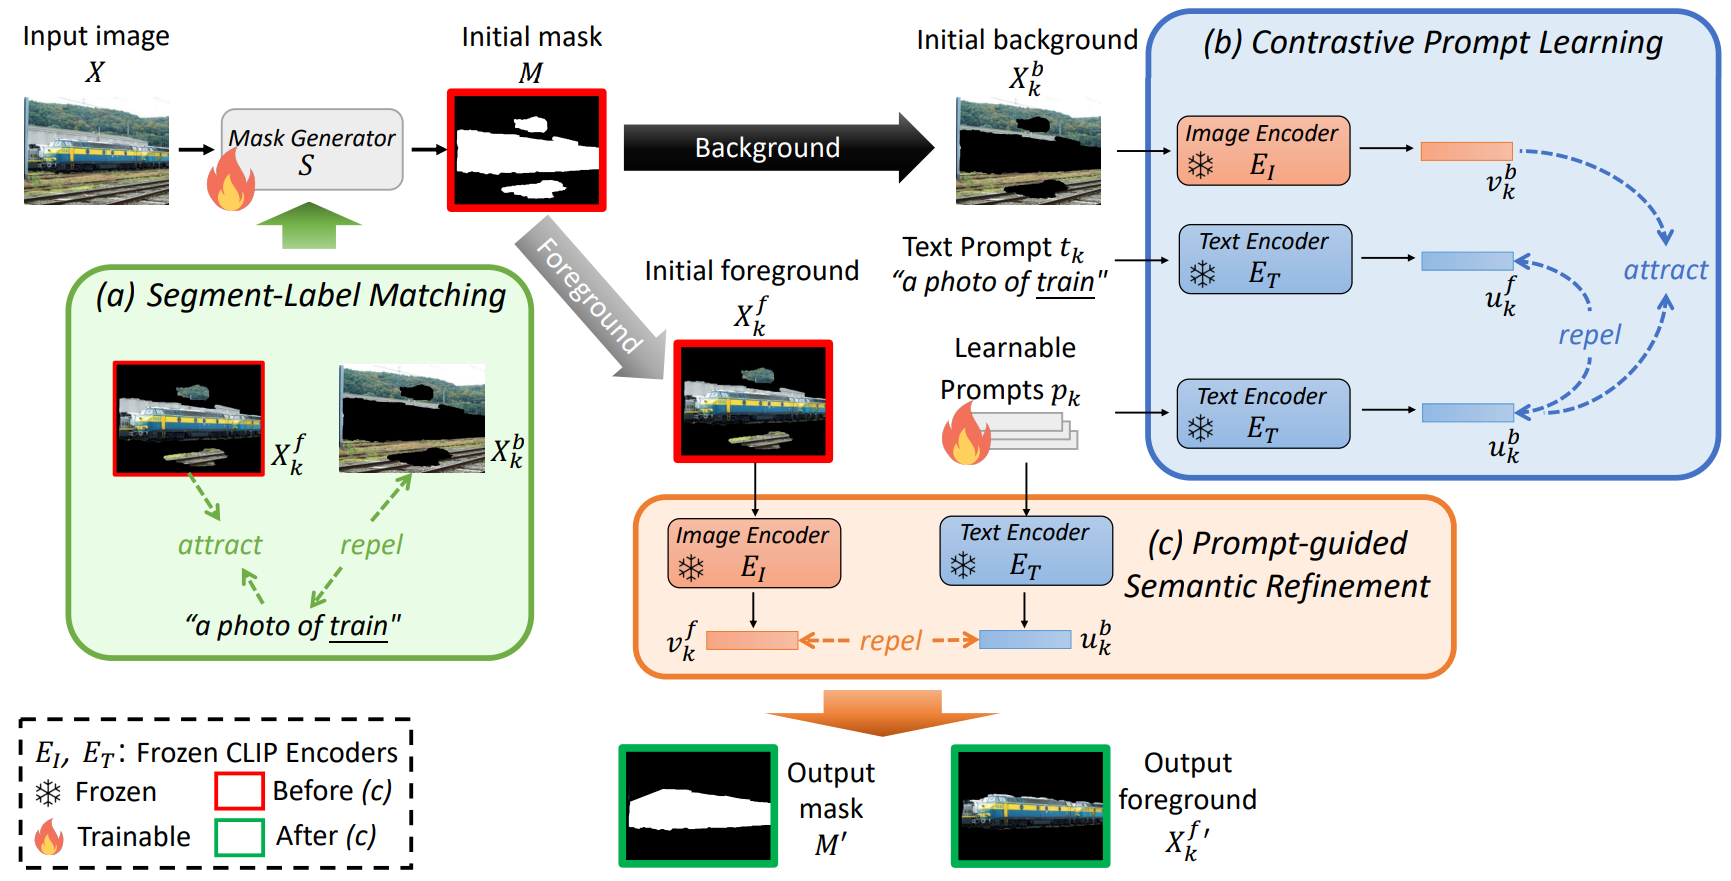 Input image
X
Mask Generator
S
Initial mask
M
Background
Foreground
Initial background
X_k^b
(b) Contrastive Prompt Learning
Image Encoder
E_I
v_k^b
Text Prompt t_k
“a photo of train"
Text Encoder
E_T
u_k^f
attract
repel
Learnable
Prompts p_k
Text Encoder
E_T
u_k^b
(a) Segment-Label Matching
X_k^f
X_k^b
attract
repel
“a photo of train"
Initial foreground
X_k^f
Image Encoder
E_I
Text Encoder
E_T
(c) Prompt-guided
Semantic Refinement
v_k^f
repel
u_k^b
E_I, E_T: Frozen CLIP Encoders
Frozen
Before (c)
Trainable
After (c)
Output
mask
M′
Output
foreground
X_k^f′